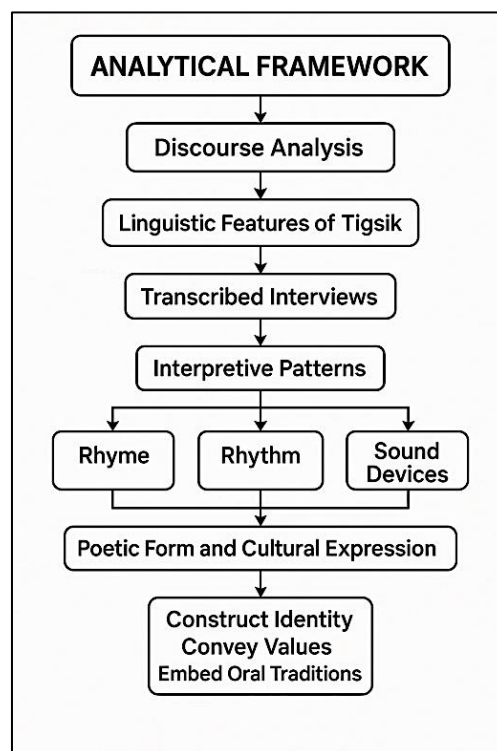 ANALYTICAL FRAMEWORK
Discourse Analysis
Linguistic Features of Tigsik
Transcribed Interviews
Interpretive Patterns
Rhyme
Rhythm
Sound
Devices
Poetic Form and Cultural Expression
Construct Identity
Convey Values
Embed Oral Traditions